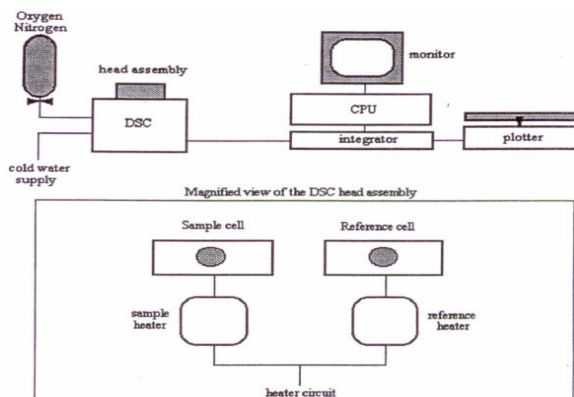 Oxygen
Nitrogen
head assembly
monitor
CPU
DSC
integrator
plotter
cold water
supply
Magnified view of the DSC head assembly
Sample cell
Reference cell
sample
heater
reference
heater
heater circuit